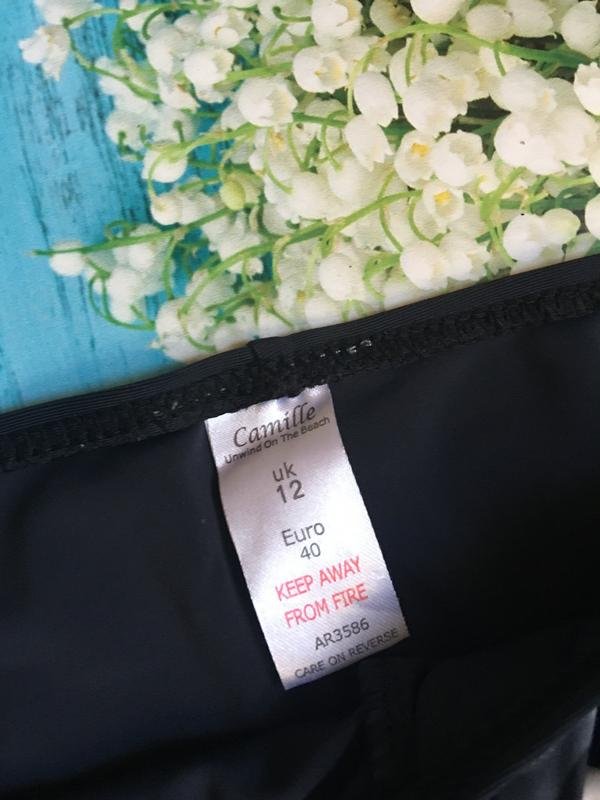 Camille
Unwind On The Beach
uk
12
Euro
40
KEEP AWAY
FROM FIRE
AR3586
CARE ON REVERSE